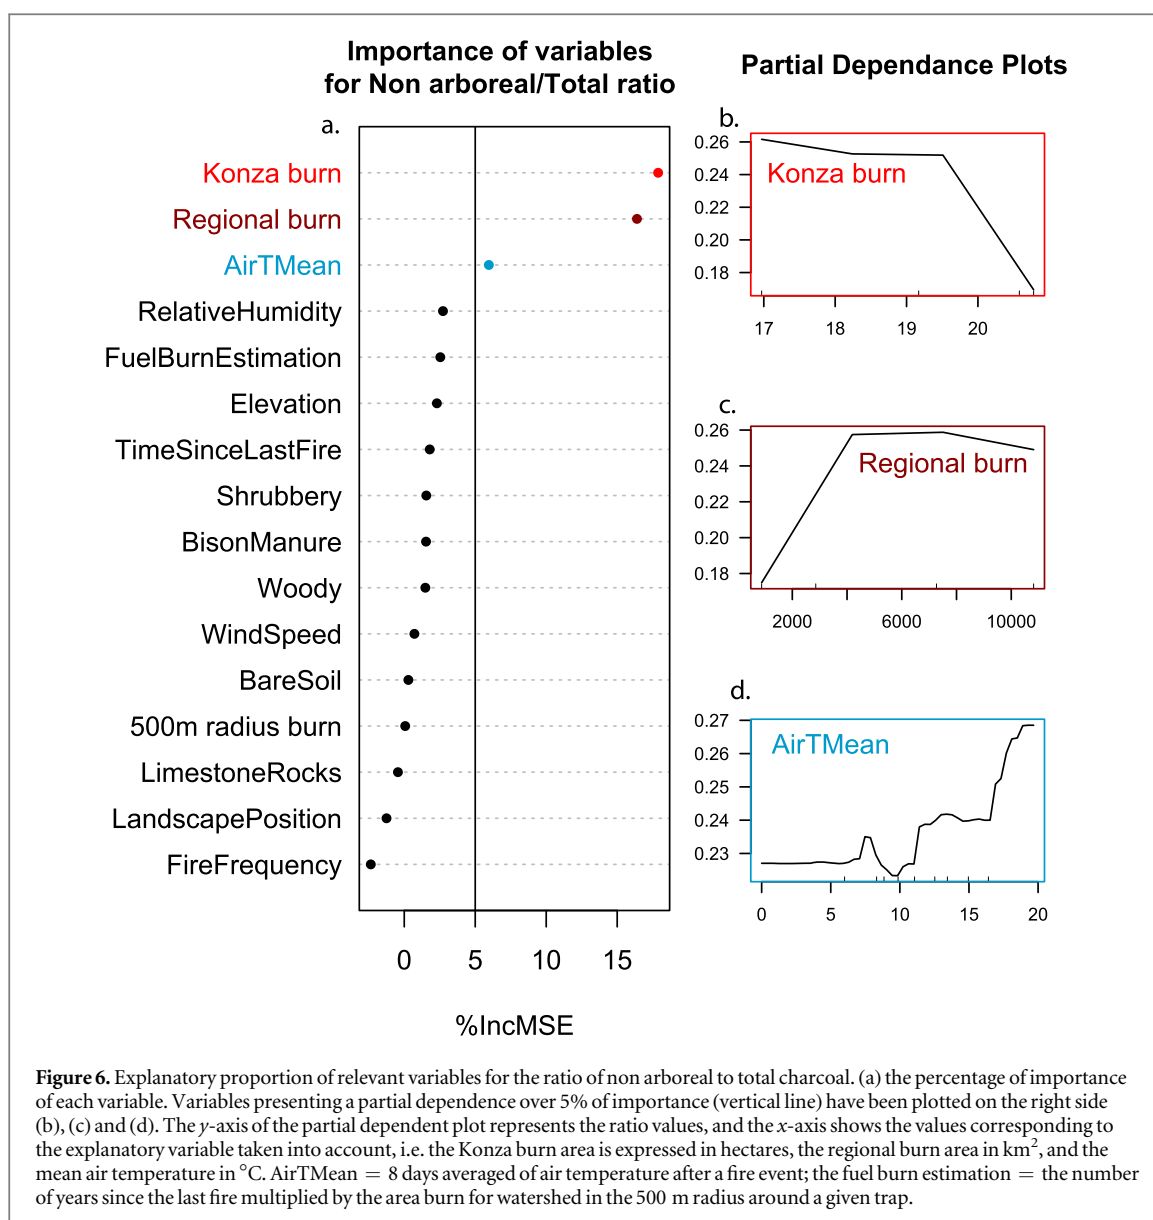 Importance of variables
for Non arboreal/Total ratio
Partial Dependance Plots
a.
Konza burn
Regional burn
AirTMean
RelativeHumidity
FuelBurnEstimation
Elevation
TimeSinceLastFire
Shrubbery
BisonManure
Woody
WindSpeed
BareSoil
500m radius burn
LimestoneRocks
LandscapePosition
FireFrequency
0 5 10 15
%IncMSE
b.
Konza burn
0.26
0.24
0.22
0.20
0.18
17 18 19 20
c.
Regional burn
0.26
0.24
0.22
0.20
0.18
2000 6000 10000
d.
AirTMean
0.27
0.26
0.25
0.24
0.23
0 5 10 15 20
Figure 6. Explanatory proportion of relevant variables for the ratio of non arboreal to total charcoal. (a) the percentage of importance
of each variable. Variables presenting a partial dependence over 5% of importance (vertical line) have been plotted on the right side
(b), (c) and (d). The y-axis of the partial dependent plot represents the ratio values, and the x-axis shows the values corresponding to
the explanatory variable taken into account, i.e. the Konza burn area is expressed in hectares, the regional burn area in km², and the
mean air temperature in °C. AirTMean = 8 days averaged of air temperature after a fire event; the fuel burn estimation = the number
of years since the last fire multiplied by the area burn for watershed in the 500 m radius around a given trap.